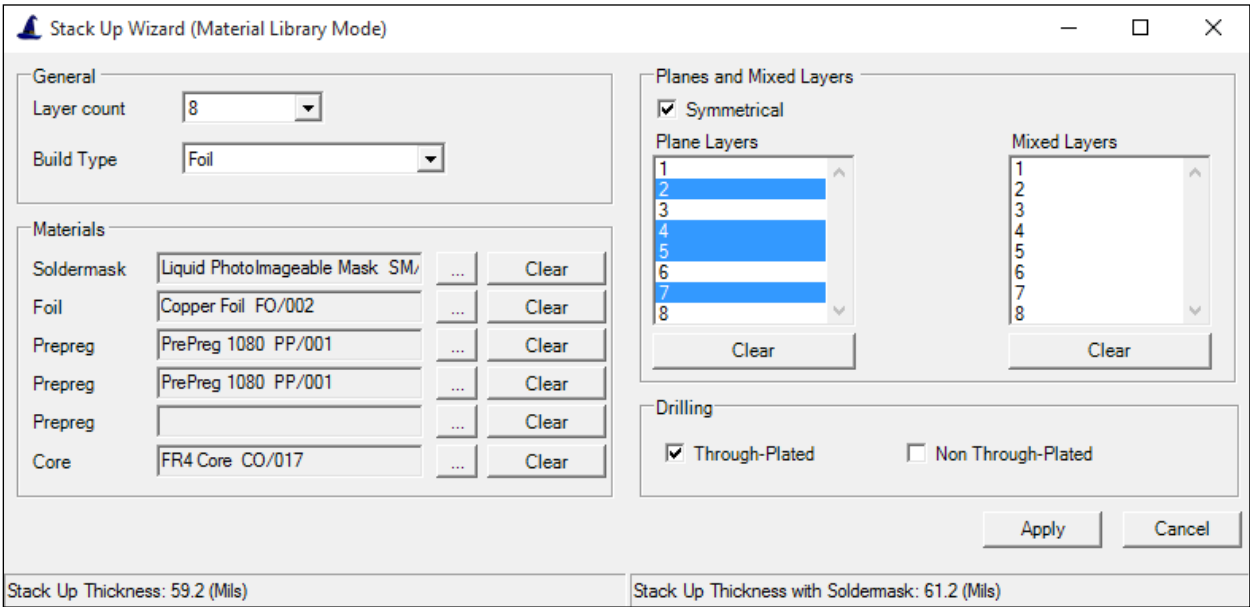 Stack Up Wizard (Material Library Mode)
General
Layer count 8
Build Type Foil
Materials
Soldermask Liquid PhotoImageable Mask SM/ ... Clear
Foil Copper Foil FO/002 ... Clear
Prepreg PrePreg 1080 PP/001 ... Clear
Prepreg PrePreg 1080 PP/001 ... Clear
Prepreg ... Clear
Core FR4 Core CO/017 ... Clear
Planes and Mixed Layers
Symmetrical
Plane Layers
1
2
3
4
5
6
7
8
Clear
Mixed Layers
1
2
3
4
5
6
7
8
Clear
Drilling
Through-Plated Non Through-Plated
Apply Cancel
Stack Up Thickness: 59.2 (Mils) Stack Up Thickness with Soldermask: 61.2 (Mils)